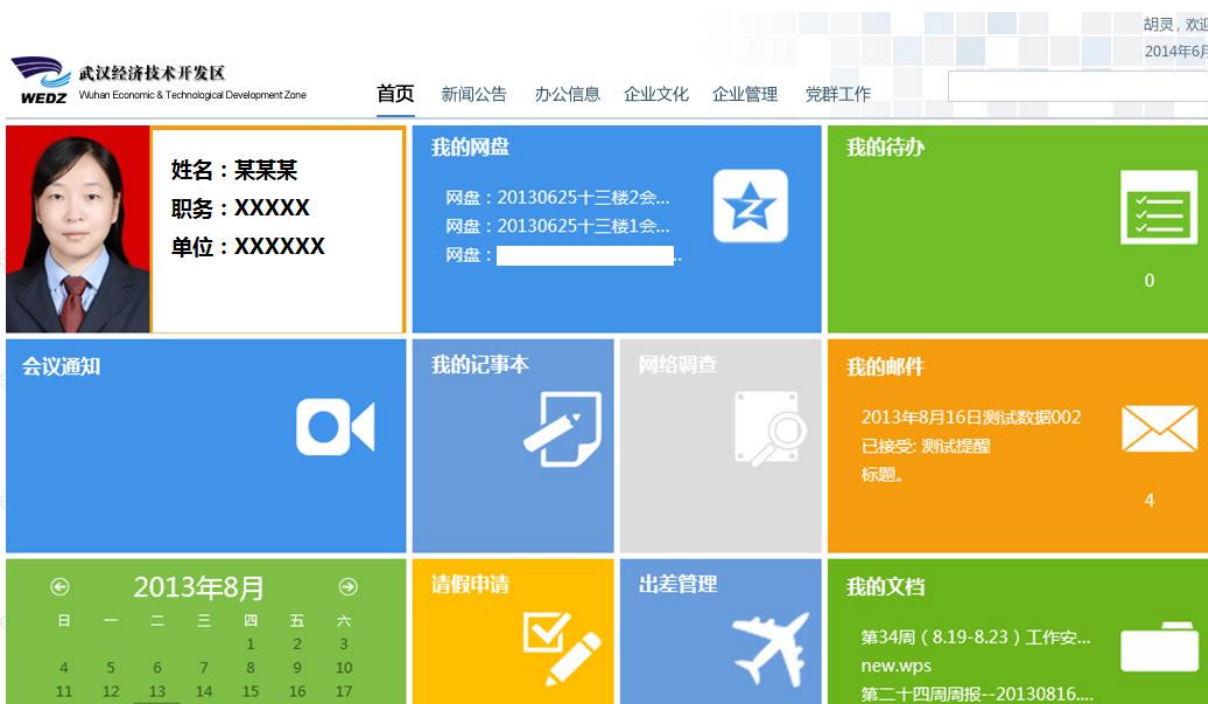 胡灵，欢迎
2014年6月
武汉经济技术开发区
WEDZ
Wuhan Economic & Technological Development Zone
首页 新闻公告 办公信息 企业文化 企业管理 党群工作
姓名：某某某
职务：XXXXX
单位：XXXXXX
我的网盘
网盘：20130625十三楼2会...
网盘：20130625十三楼1会...
网盘： ..
我的待办
0
会议通知
我的记事本
网络调查
我的邮件
2013年8月16日测试数据002
已接受: 测试提醒
标题。
4
2013年8月
日 一 二 三 四 五 六
1 2 3
4 5 6 7 8 9 10
11 12 13 14 15 16 17
请假申请
出差管理
我的文档
第34周（8.19-8.23）工作安...
new.wps
第二十四周周报--20130816....